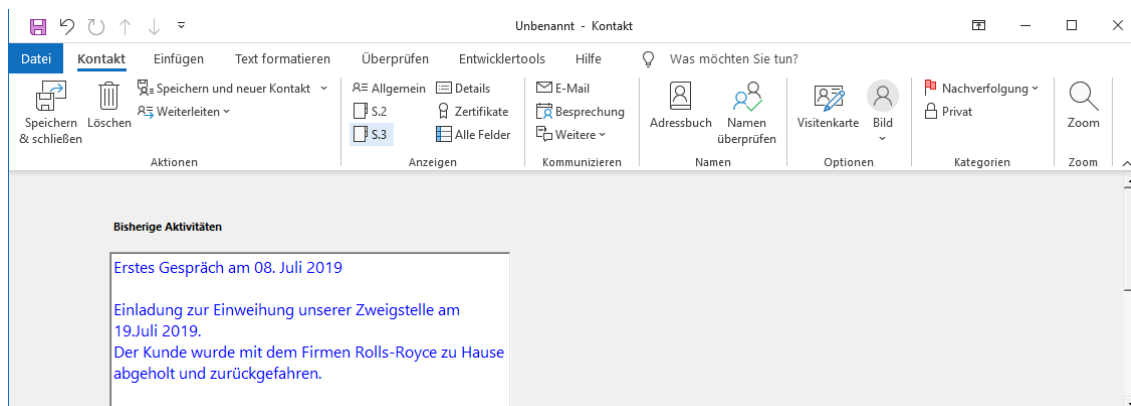 Unbenannt - Kontakt
Datei Kontakt Einfügen Text formatieren Überprüfen Entwicklertools Hilfe Was möchten Sie tun?
Speichern & schließen
Löschen
Speichern und neuer Kontakt
Weiterleiten
Aktionen
Allgemein
S.2
S.3
Details
Zertifikate
Alle Felder
Anzeigen
E-Mail
Besprechung
Weitere
Kommunizieren
Adressbuch
Namen überprüfen
Namen
Visitenkarte
Bild
Optionen
Nachverfolgung
Privat
Kategorien
Zoom
Zoom
Bisherige Aktivitäten
Erstes Gespräch am 08. Juli 2019
Einladung zur Einweihung unserer Zweigstelle am
19.Juli 2019.
Der Kunde wurde mit dem Firmen Rolls-Royce zu Hause
abgeholt und zurückgefahren.